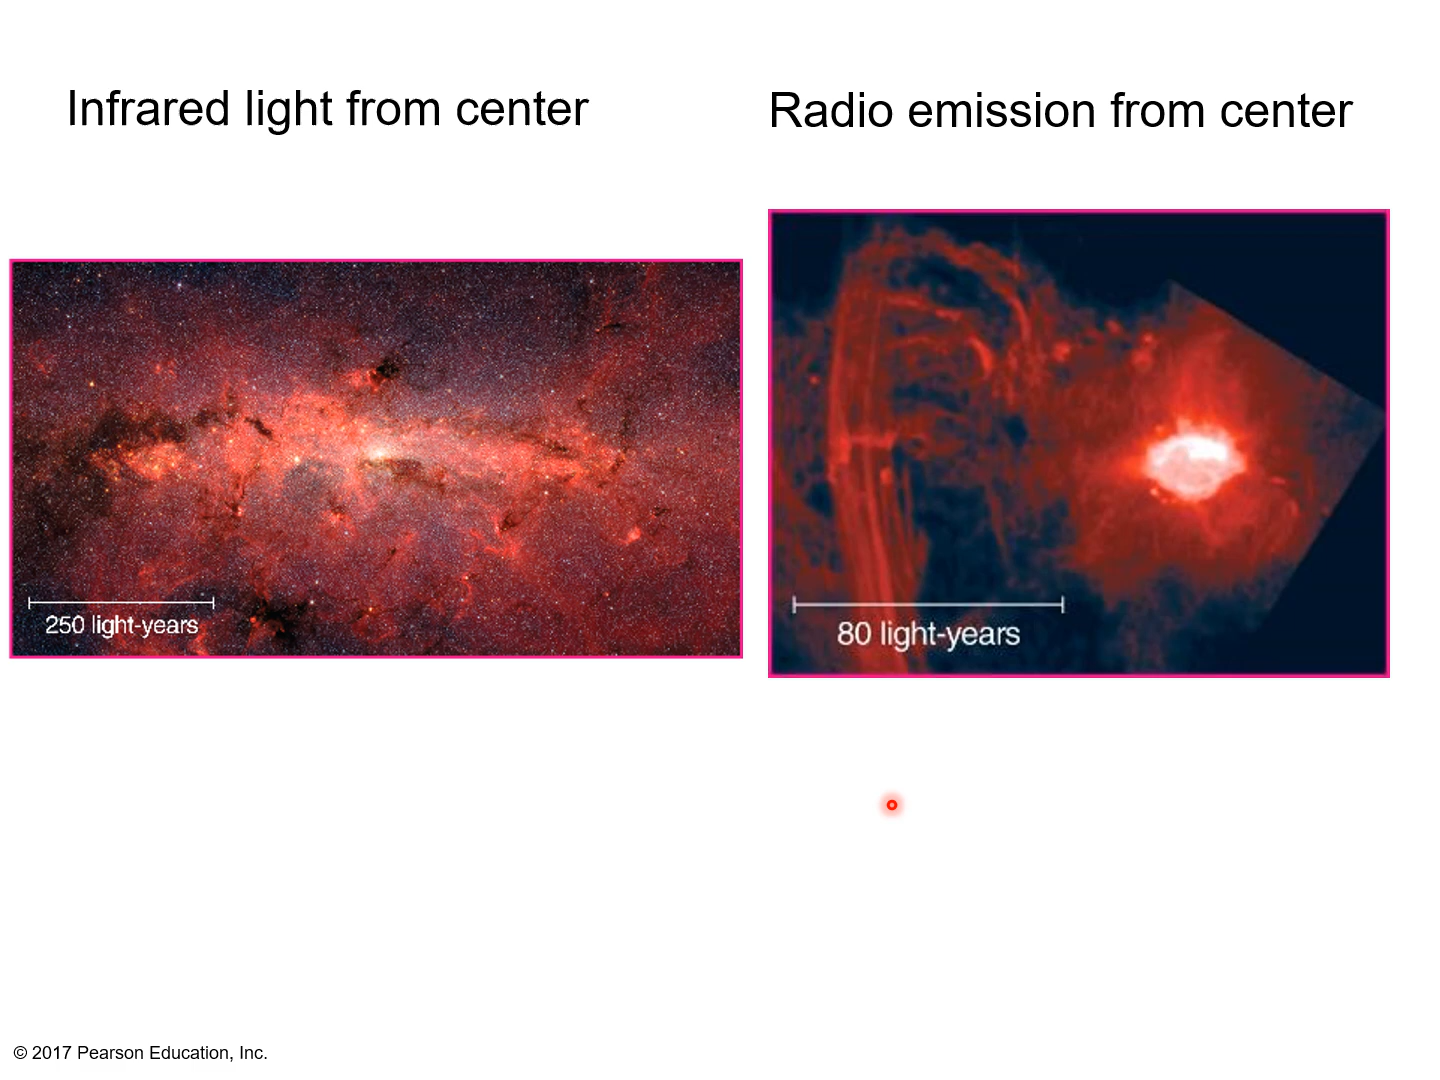 Infrared light from center
Radio emission from center
250 light-years
80 light-years
© 2017 Pearson Education, Inc.